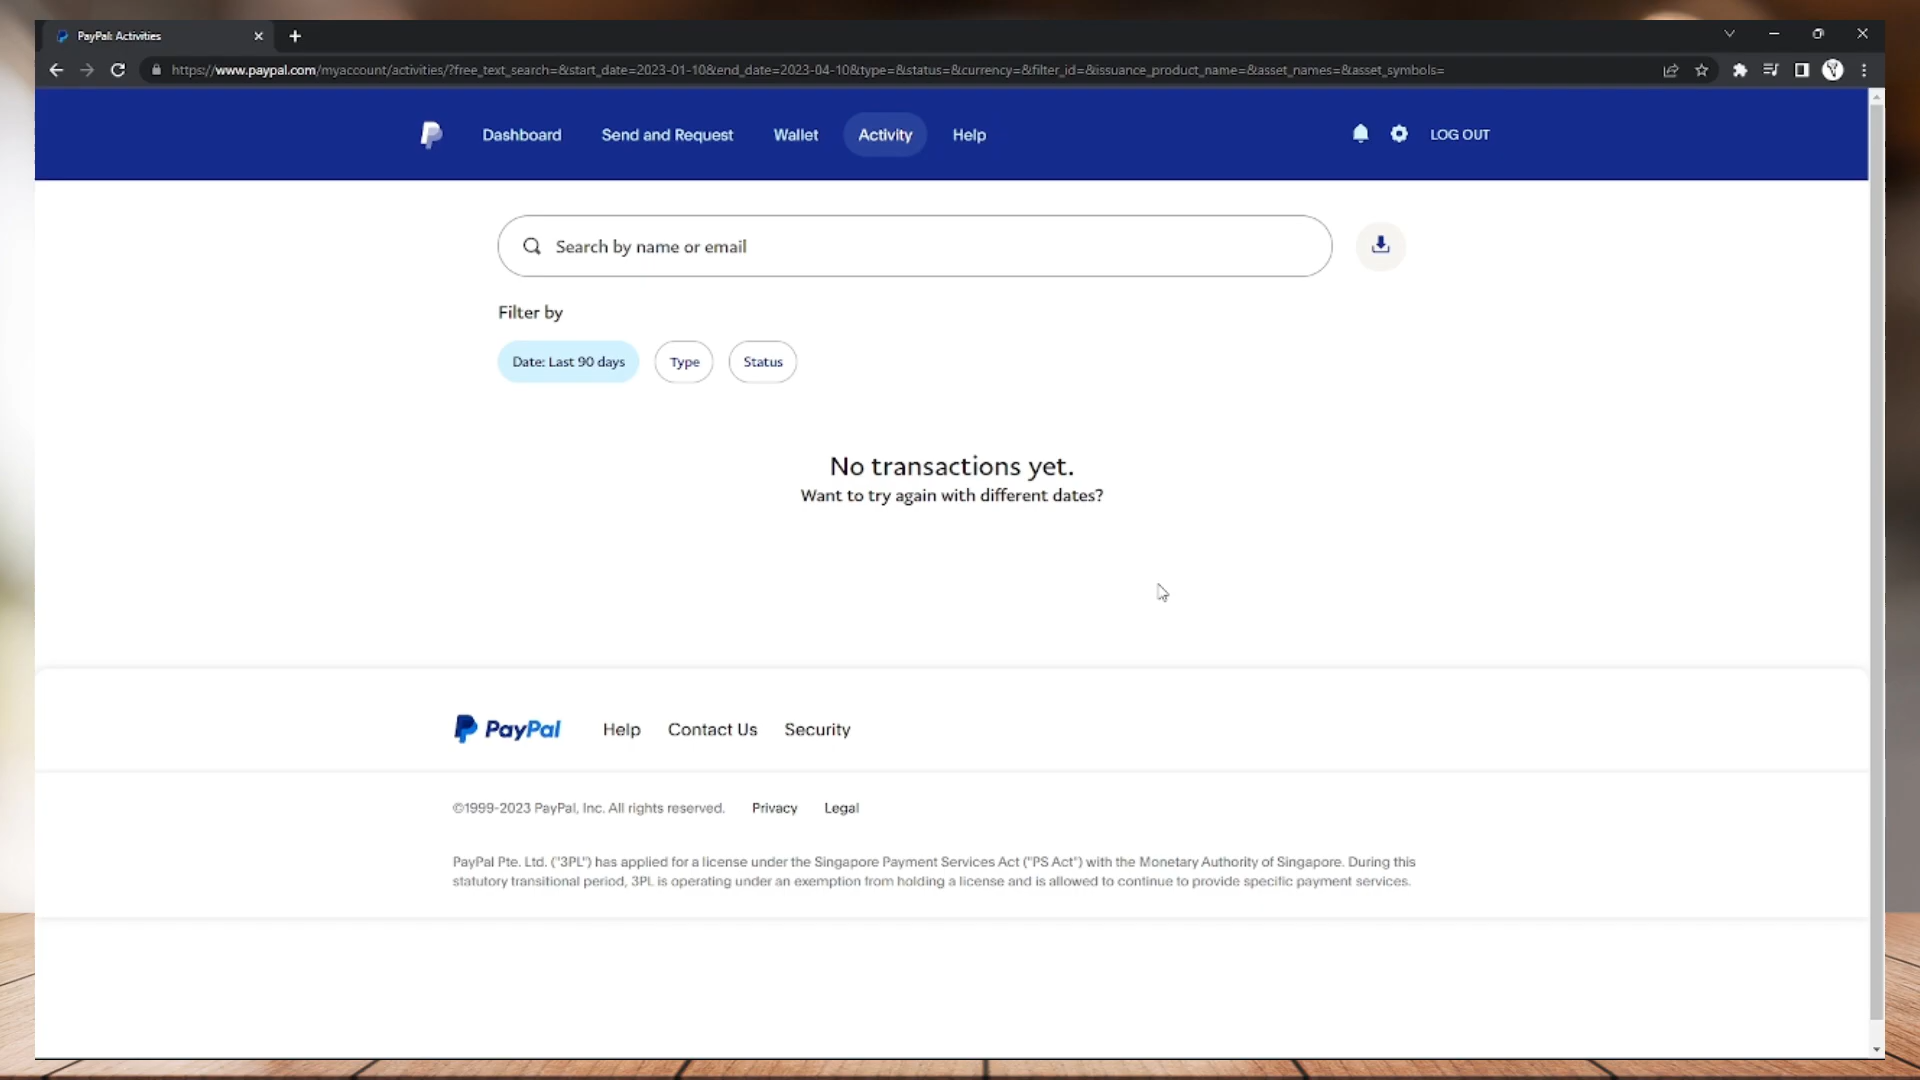 PayPal: Activities
https://www.paypal.com/myaccount/activities/?free_text_search=&start_date=2023-01-10&end_date=2023-04-10&type=&status=&currency=&filter_id=&issuance_product_name=&asset_names=&asset_symbols=
Dashboard Send and Request Wallet Activity Help LOG OUT
Search by name or email
Filter by
Date: Last 90 days Type Status
No transactions yet.
Want to try again with different dates?
PayPal Help Contact Us Security
©1999-2023 PayPal, Inc. All rights reserved. Privacy Legal
PayPal Pte. Ltd. ("3PL") has applied for a license under the Singapore Payment Services Act ("PS Act") with the Monetary Authority of Singapore. During this
statutory transitional period, 3PL is operating under an exemption from holding a license and is allowed to continue to provide specific payment services.